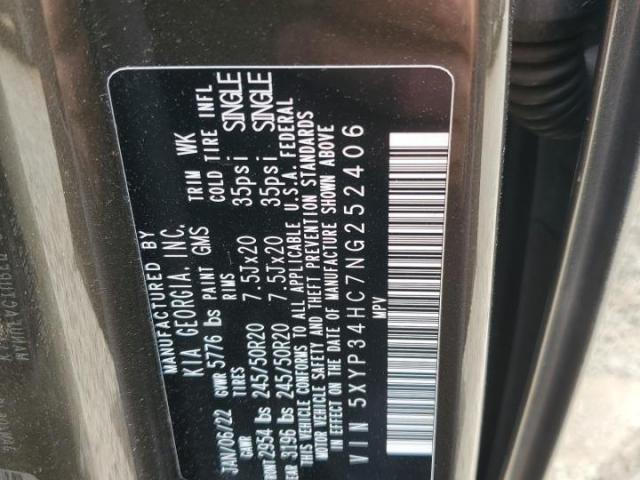 MANUFACTURED BY
KIA GEORGIA, INC.
JAN/06/22 GVWR 5776 lbs PAINT GMS TRIM WK
GAWR TIRES RIMS COLD TIRE INFL
FRONT 2954 lbs 245/50R20 7.5Jx20 35psi SINGLE
REAR 3196 lbs 245/50R20 7.5Jx20 35psi SINGLE
THIS VEHICLE CONFORMS TO ALL APPLICABLE U.S.A. FEDERAL
MOTOR VEHICLE SAFETY AND THEFT PREVENTION STANDARDS
IN EFFECT ON THE DATE OF MANUFACTURE SHOWN ABOVE
VIN 5XYP34HC7NG252406
MPV